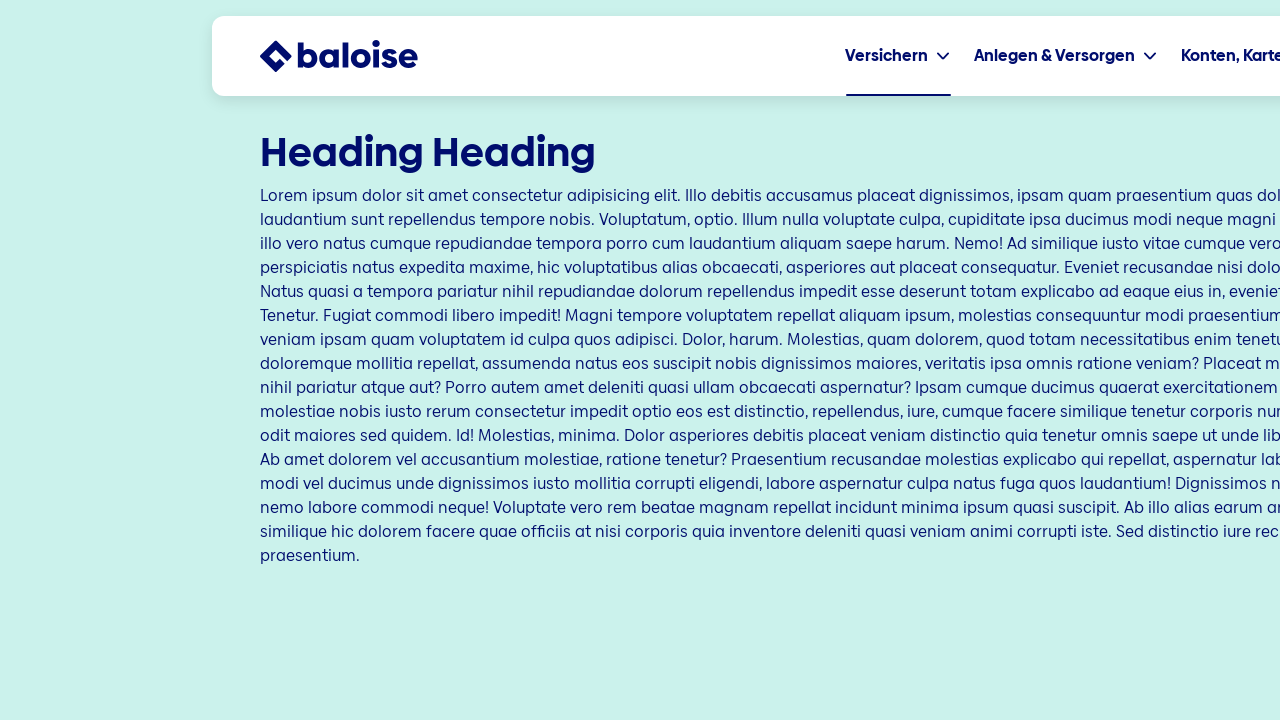 baloise
Versichern
Anlegen & Versorgen
Konten, Karte
Heading Heading
Lorem ipsum dolor sit amet consectetur adipisicing elit. Illo debitis accusamus placeat dignissimos, ipsam quam praesentium quas dol
laudantium sunt repellendus tempore nobis. Voluptatum, optio. Illum nulla voluptate culpa, cupiditate ipsa ducimus modi neque magni
illo vero natus cumque repudiandae tempora porro cum laudantium aliquam saepe harum. Nemo! Ad similique iusto vitae cumque vero
perspiciatis natus expedita maxime, hic voluptatibus alias obcaecati, asperiores aut placeat consequatur. Eveniet recusandae nisi dolo
Natus quasi a tempora pariatur nihil repudiandae dolorum repellendus impedit esse deserunt totam explicabo ad eaque eius in, eveniet
Tenetur. Fugiat commodi libero impedit! Magni tempore voluptatem repellat aliquam ipsum, molestias consequuntur modi praesentium
veniam ipsam quam voluptatem id culpa quos adipisci. Dolor, harum. Molestias, quam dolorem, quod totam necessitatibus enim tenetu
doloremque mollitia repellat, assumenda natus eos suscipit nobis dignissimos maiores, veritatis ipsa omnis ratione veniam? Placeat m
nihil pariatur atque aut? Porro autem amet deleniti quasi ullam obcaecati aspernatur? Ipsam cumque ducimus quaerat exercitationem
molestiae nobis iusto rerum consectetur impedit optio eos est distinctio, repellendus, iure, cumque facere similique tenetur corporis nu
odit maiores sed quidem. Id! Molestias, minima. Dolor asperiores debitis placeat veniam distinctio quia tenetur omnis saepe ut unde lib
Ab amet dolorem vel accusantium molestiae, ratione tenetur? Praesentium recusandae molestias explicabo qui repellat, aspernatur lab
modi vel ducimus unde dignissimos iusto mollitia corrupti eligendi, labore aspernatur culpa natus fuga quos laudantium! Dignissimos n
nemo labore commodi neque! Voluptate vero rem beatae magnam repellat incidunt minima ipsum quasi suscipit. Ab illo alias earum a
similique hic dolorem facere quae officiis at nisi corporis quia inventore deleniti quasi veniam animi corrupti iste. Sed distinctio iure rec
praesentium.